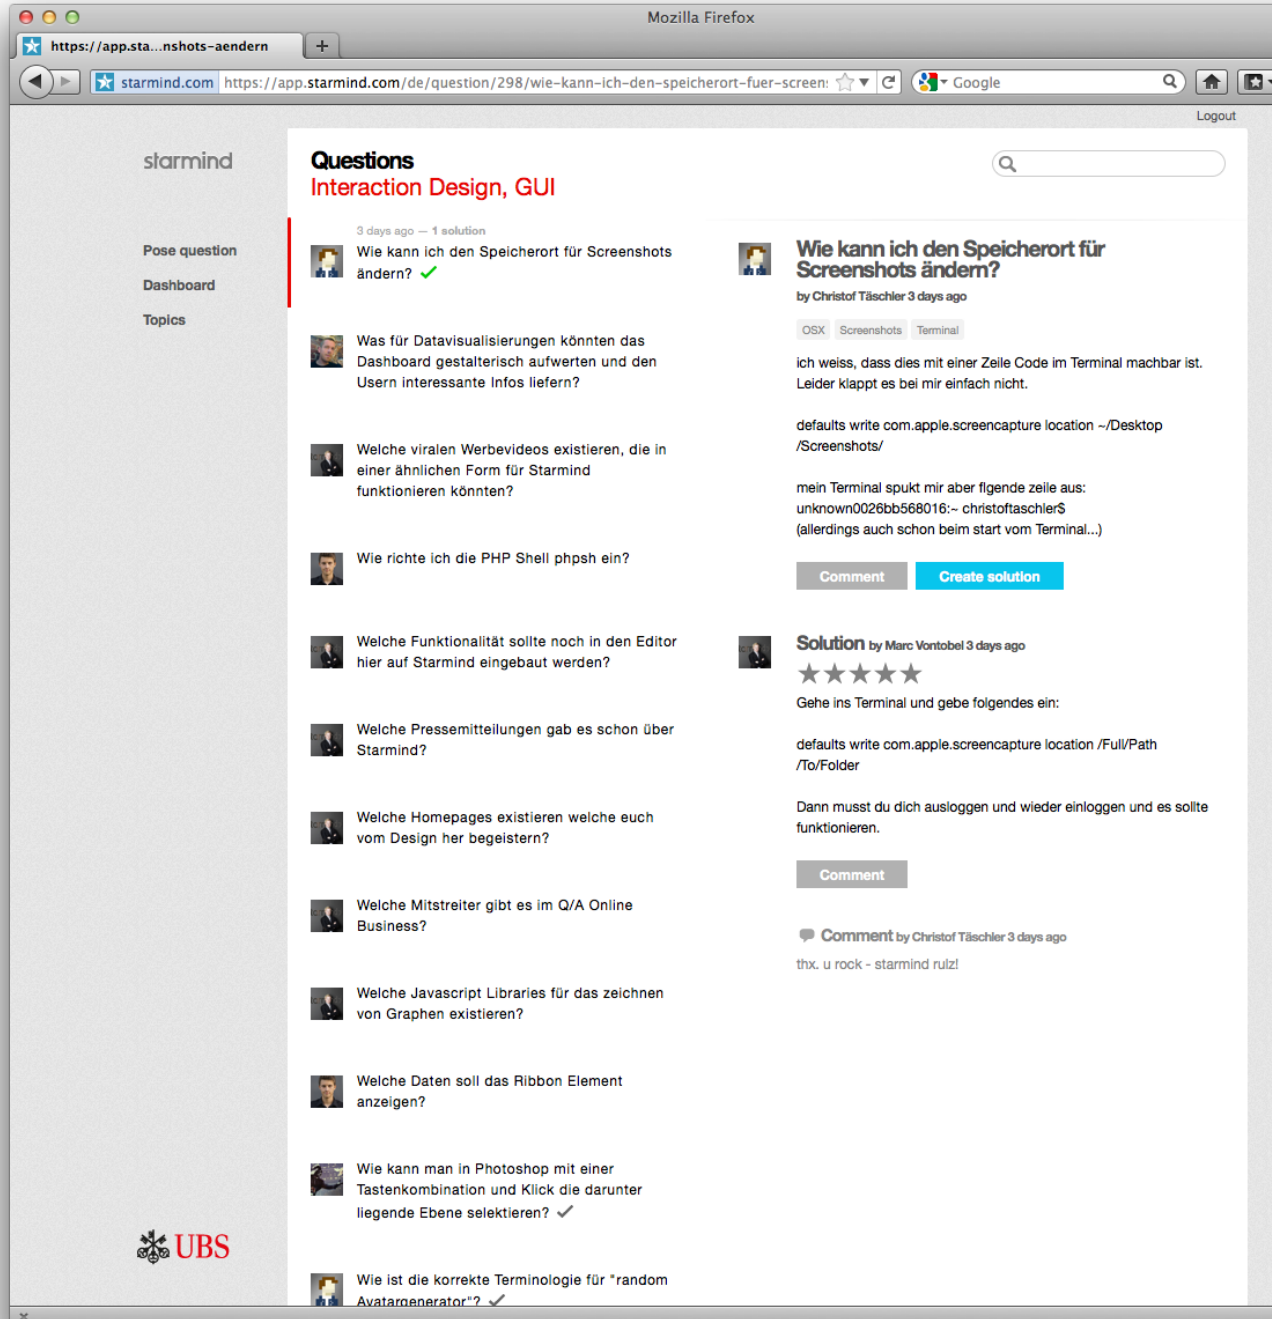 Mozilla Firefox
https://app.sta...nshots-aendern
+
starmind.com https://app.starmind.com/de/question/298/wie-kann-ich-den-speicherort-fuer-screen:
Google
Logout
starmind
Pose question
Dashboard
Topics
UBS
Questions
Interaction Design, GUI
3 days ago — 1 solution
Wie kann ich den Speicherort für Screenshots
ändern?
Was für Datavisualisierungen könnten das
Dashboard gestalterisch aufwerten und den
Usern interessante Infos liefern?
Welche viralen Werbevideos existieren, die in
einer ähnlichen Form für Starmind
funktionieren könnten?
Wie richte ich die PHP Shell phpsh ein?
Welche Funktionalität sollte noch in den Editor
hier auf Starmind eingebaut werden?
Welche Pressemitteilungen gab es schon über
Starmind?
Welche Homepages existieren welche euch
vom Design her begeistern?
Welche Mitstreiter gibt es im Q/A Online
Business?
Welche Javascript Libraries für das zeichnen
von Graphen existieren?
Welche Daten soll das Ribbon Element
anzeigen?
Wie kann man in Photoshop mit einer
Tastenkombination und Klick die darunter
liegende Ebene selektieren?
Wie ist die korrekte Terminologie für "random
Avatargenerator"?
Wie kann ich den Speicherort für
Screenshots ändern?
by Christof Täschler 3 days ago
OSX Screenshots Terminal
ich weiss, dass dies mit einer Zeile Code im Terminal machbar ist.
Leider klappt es bei mir einfach nicht.
defaults write com.apple.screencapture location ~/Desktop
/Screenshots/
mein Terminal spukt mir aber flgende zeile aus:
unknown0026bb568016:~ christoftaschler$
(allerdings auch schon beim start vom Terminal...)
Comment Create solution
Solution by Marc Vontobel 3 days ago
Gehe ins Terminal und gebe folgendes ein:
defaults write com.apple.screencapture location /Full/Path
/To/Folder
Dann musst du dich ausloggen und wieder einloggen und es sollte
funktionieren.
Comment
Comment by Christof Täschler 3 days ago
thx. u rock - starmind rulz!